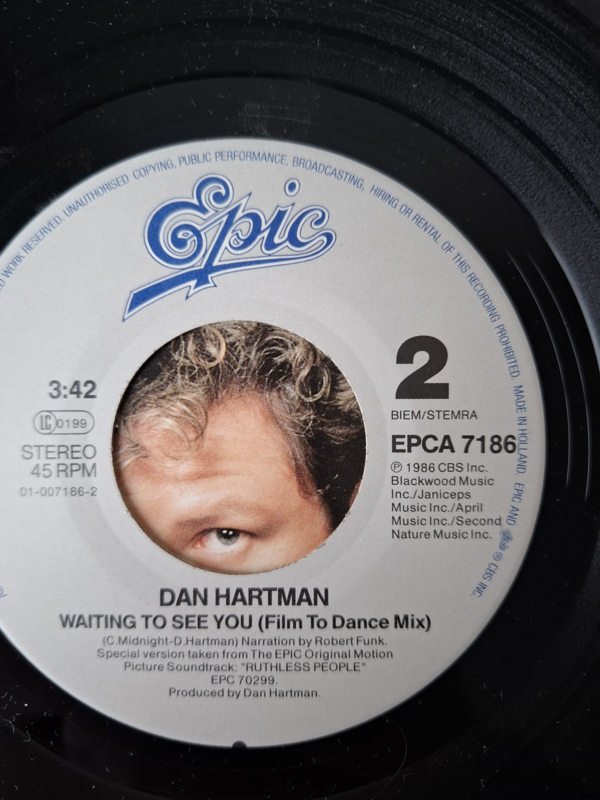 D WORK RESERVED. UNAUTHORISED COPYING, PUBLIC PERFORMANCE, BROADCASTING, HIRING OR RENTAL OF THIS RECORDING PROHIBITED. MADE IN HOLLAND. EPIC AND ℗ CBS INC.
Epic
3:42
LC 0199
STEREO
45 RPM
01-007186-2
2
BIEM/STEMRA
EPCA 7186
℗ 1986 CBS Inc.
Blackwood Music
Inc./Janiceps
Music Inc./April
Music Inc./Second
Nature Music Inc.
DAN HARTMAN
WAITING TO SEE YOU (Film To Dance Mix)
(C.Midnight-D.Hartman) Narration by Robert Funk.
Special version taken from The EPIC Original Motion
Picture Soundtrack: "RUTHLESS PEOPLE"
EPC 70299.
Produced by Dan Hartman.